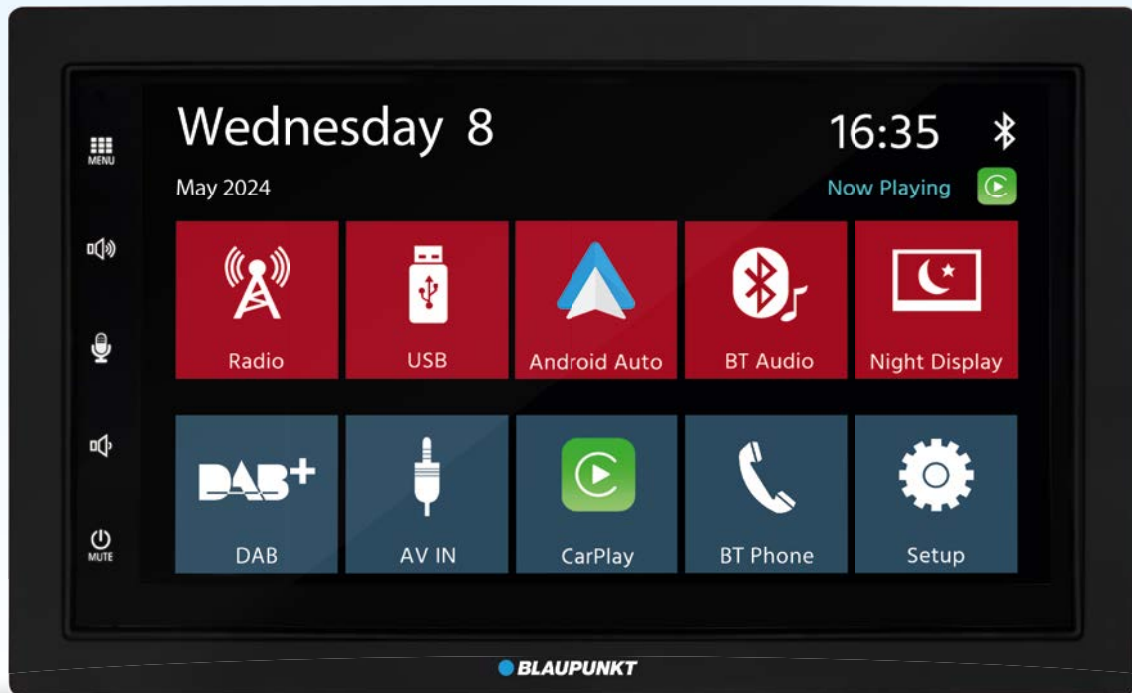 Wednesday 8
16:35
May 2024
Now Playing
MENU
Radio
USB
Android Auto
BT Audio
Night Display
DAB+
DAB
AV IN
CarPlay
BT Phone
Setup
MUTE
BLAUPUNKT